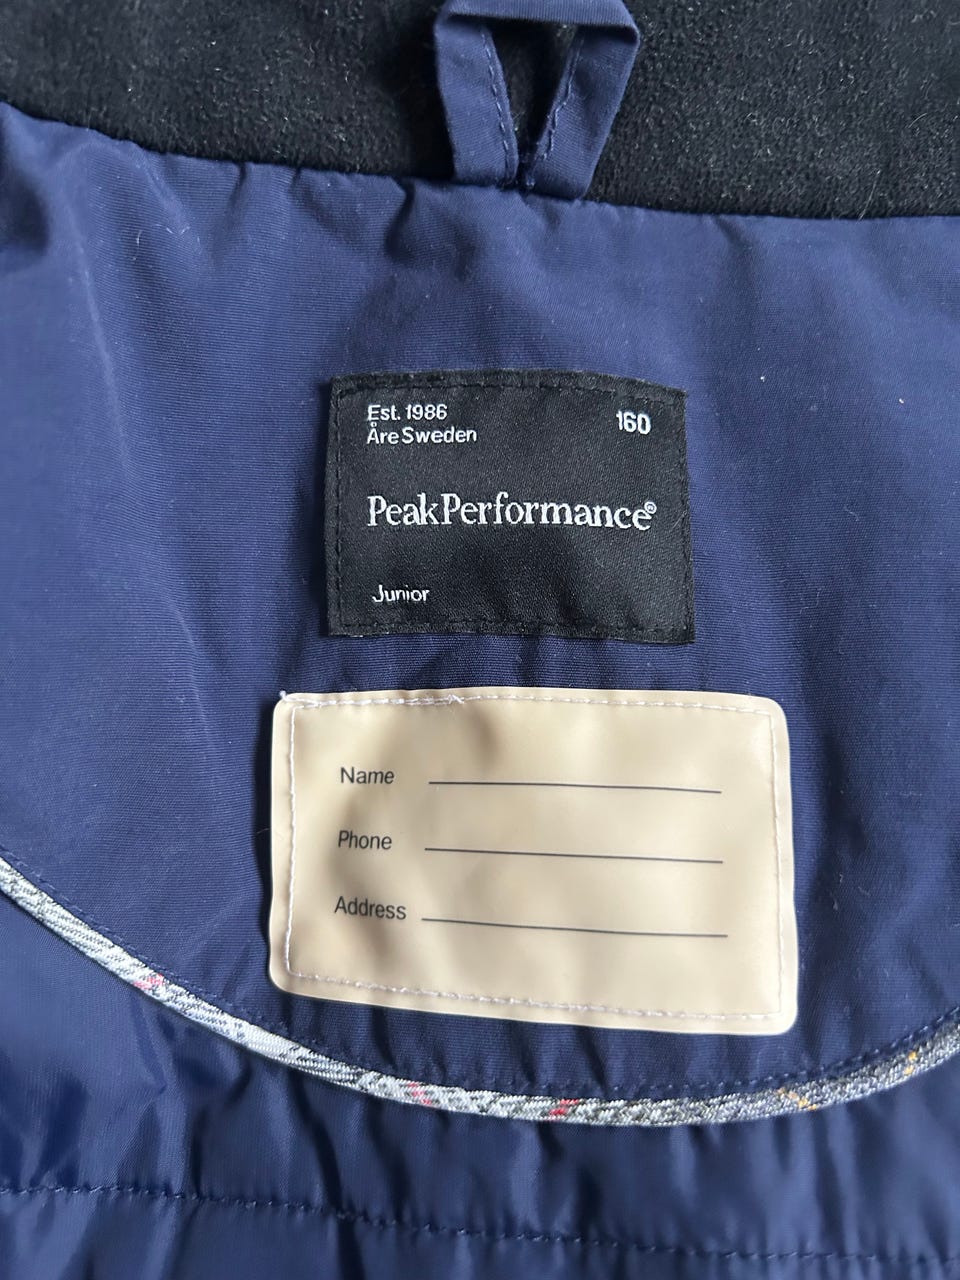 Est. 1986
Åre Sweden
160
PeakPerformance®
Junior
Name
Phone
Address